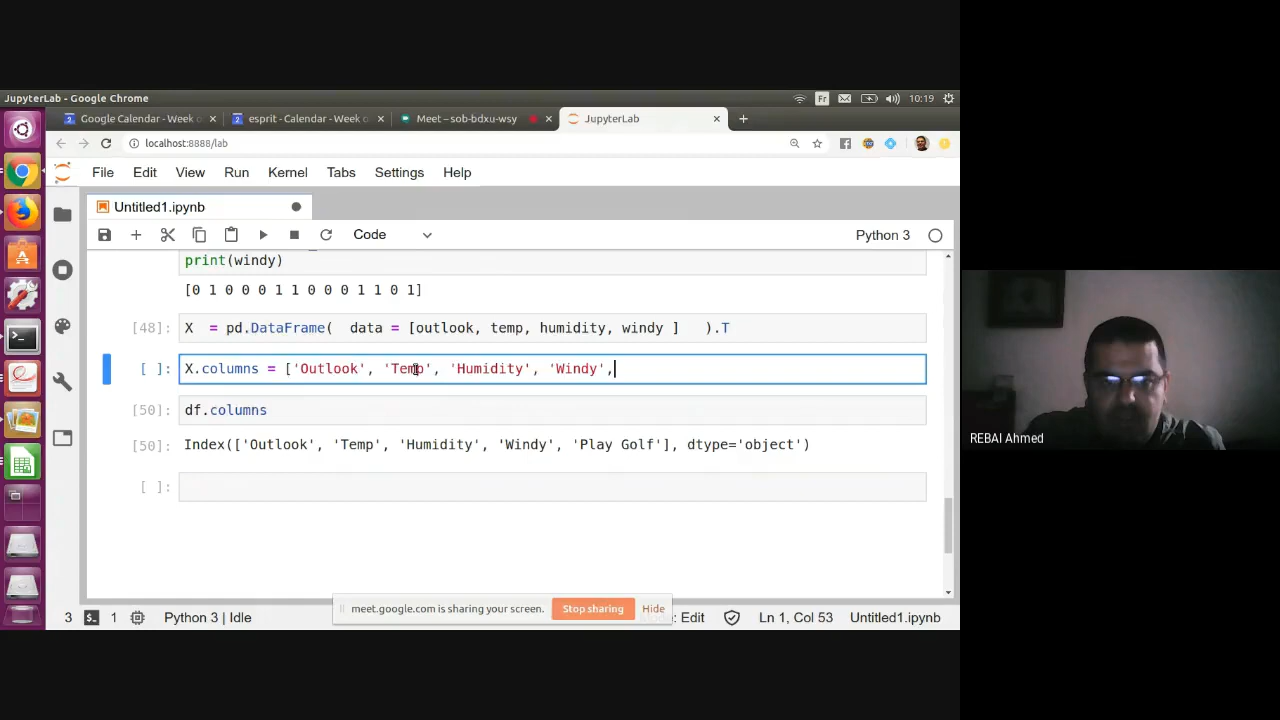 JupyterLab - Google Chrome
Fr
10:19
Google Calendar - Week o
esprit - Calendar - Week o
Meet – sob-bdxu-wsy
JupyterLab
localhost:8888/lab
File Edit View Run Kernel Tabs Settings Help
Untitled1.ipynb
Code
Python 3
print(windy)
[0 1 0 0 0 1 1 0 0 0 1 1 0 1]
[48]: X  = pd.DataFrame(  data = [outlook, temp, humidity, windy ]   ).T
[ ]: X.columns = ['Outlook', 'Temp', 'Humidity', 'Windy',
[50]: df.columns
[50]: Index(['Outlook', 'Temp', 'Humidity', 'Windy', 'Play Golf'], dtype='object')
[ ]:
REBAI Ahmed
meet.google.com is sharing your screen. Stop sharing Hide
3 1 Python 3 | Idle : Edit Ln 1, Col 53 Untitled1.ipynb